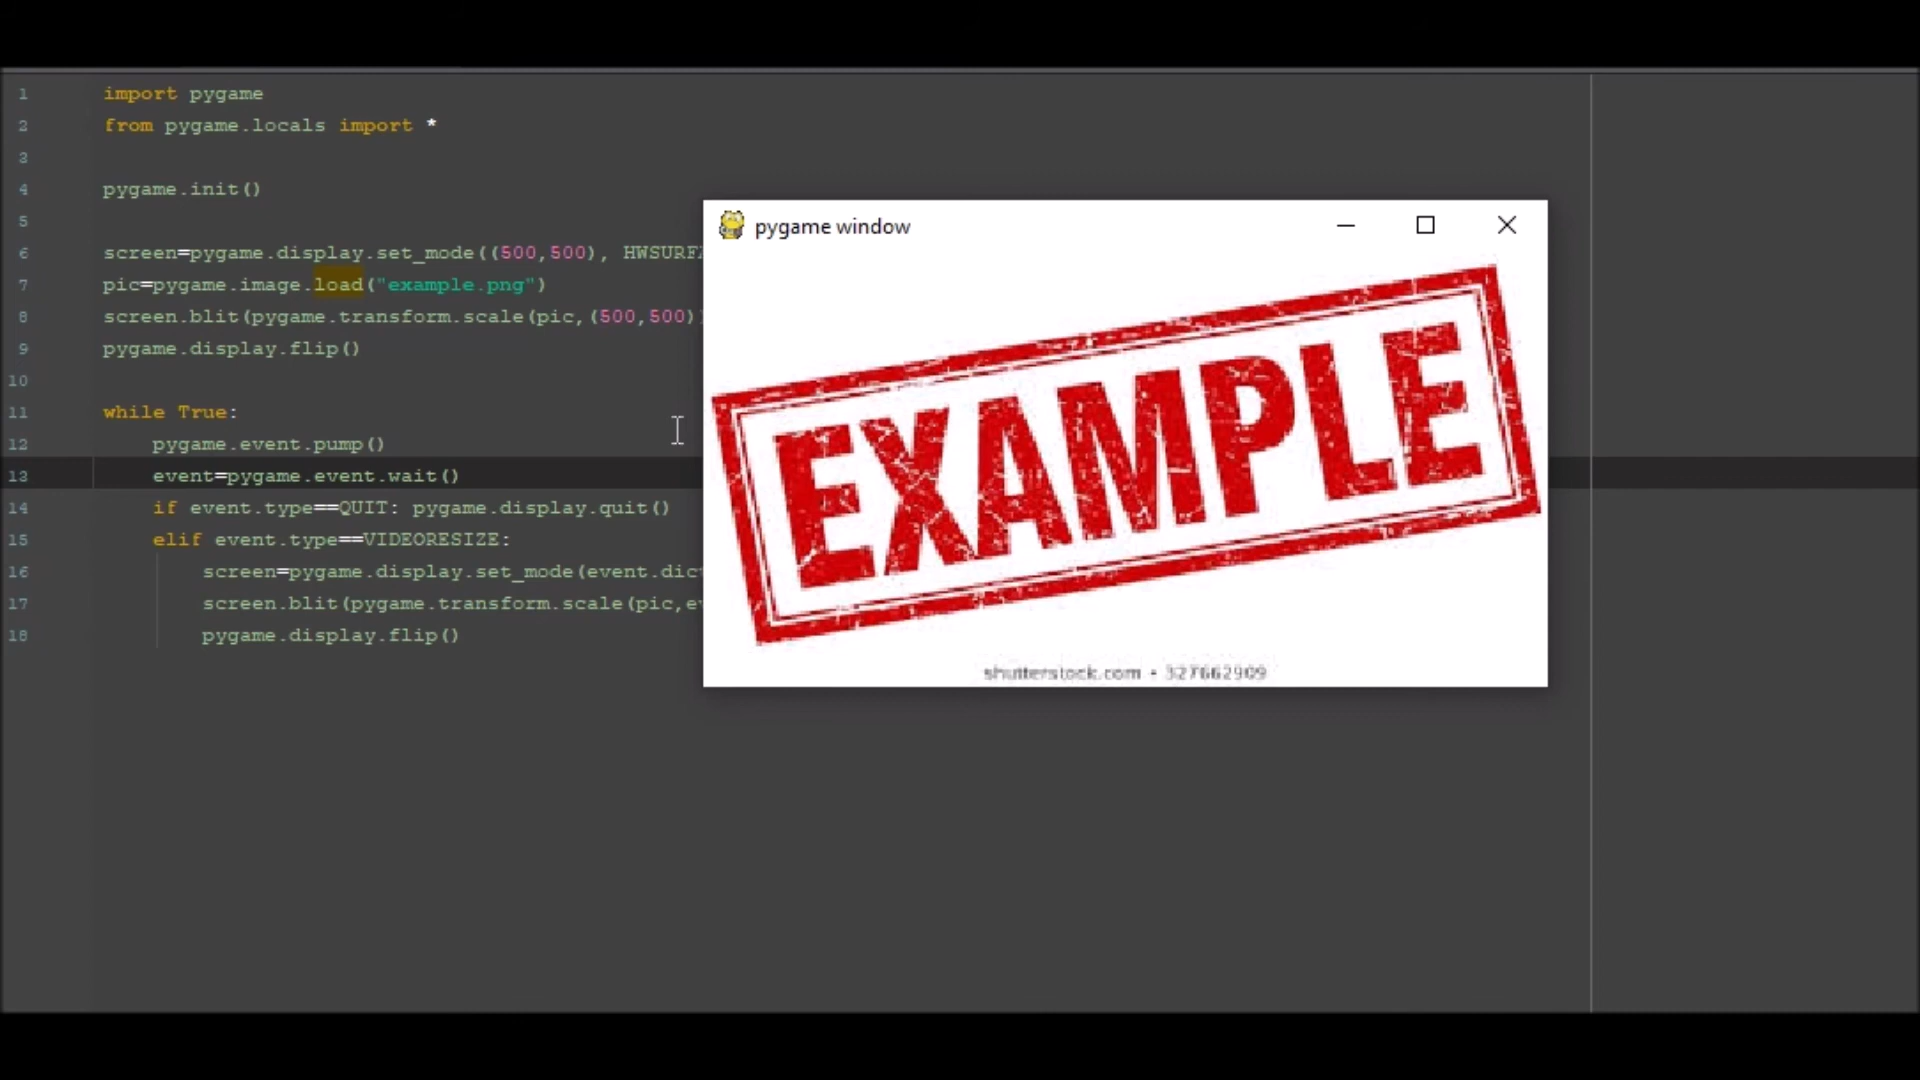 1 import pygame
2 from pygame.locals import *
3
4 pygame.init()
5
6 screen=pygame.display.set_mode((500,500), HWSURF
7 pic=pygame.image.load("example.png")
8 screen.blit(pygame.transform.scale(pic,(500,500)
9 pygame.display.flip()
10
11 while True:
12 pygame.event.pump()
13 event=pygame.event.wait()
14 if event.type==QUIT: pygame.display.quit()
15 elif event.type==VIDEORESIZE:
16 screen=pygame.display.set_mode(event.dic
17 screen.blit(pygame.transform.scale(pic,e
18 pygame.display.flip()
pygame window
EXAMPLE
shutterstock.com • 327662909